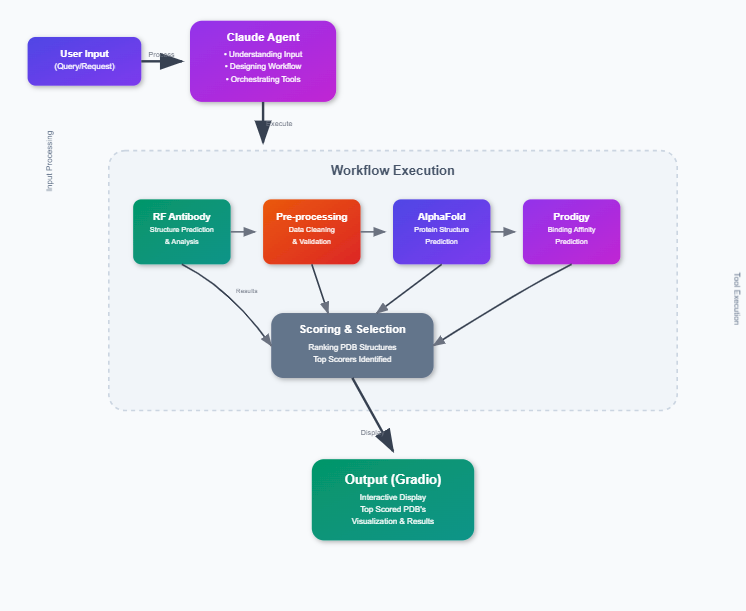 User Input
(Query/Request)
Process
Claude Agent
• Understanding Input
• Designing Workflow
• Orchestrating Tools
Execute
Input Processing
Workflow Execution
RF Antibody
Structure Prediction
& Analysis
Pre-processing
Data Cleaning
& Validation
AlphaFold
Protein Structure
Prediction
Prodigy
Binding Affinity
Prediction
Results
Tool Execution
Scoring & Selection
Ranking PDB Structures
Top Scorers Identified
Display
Output (Gradio)
Interactive Display
Top Scored PDB's
Visualization & Results